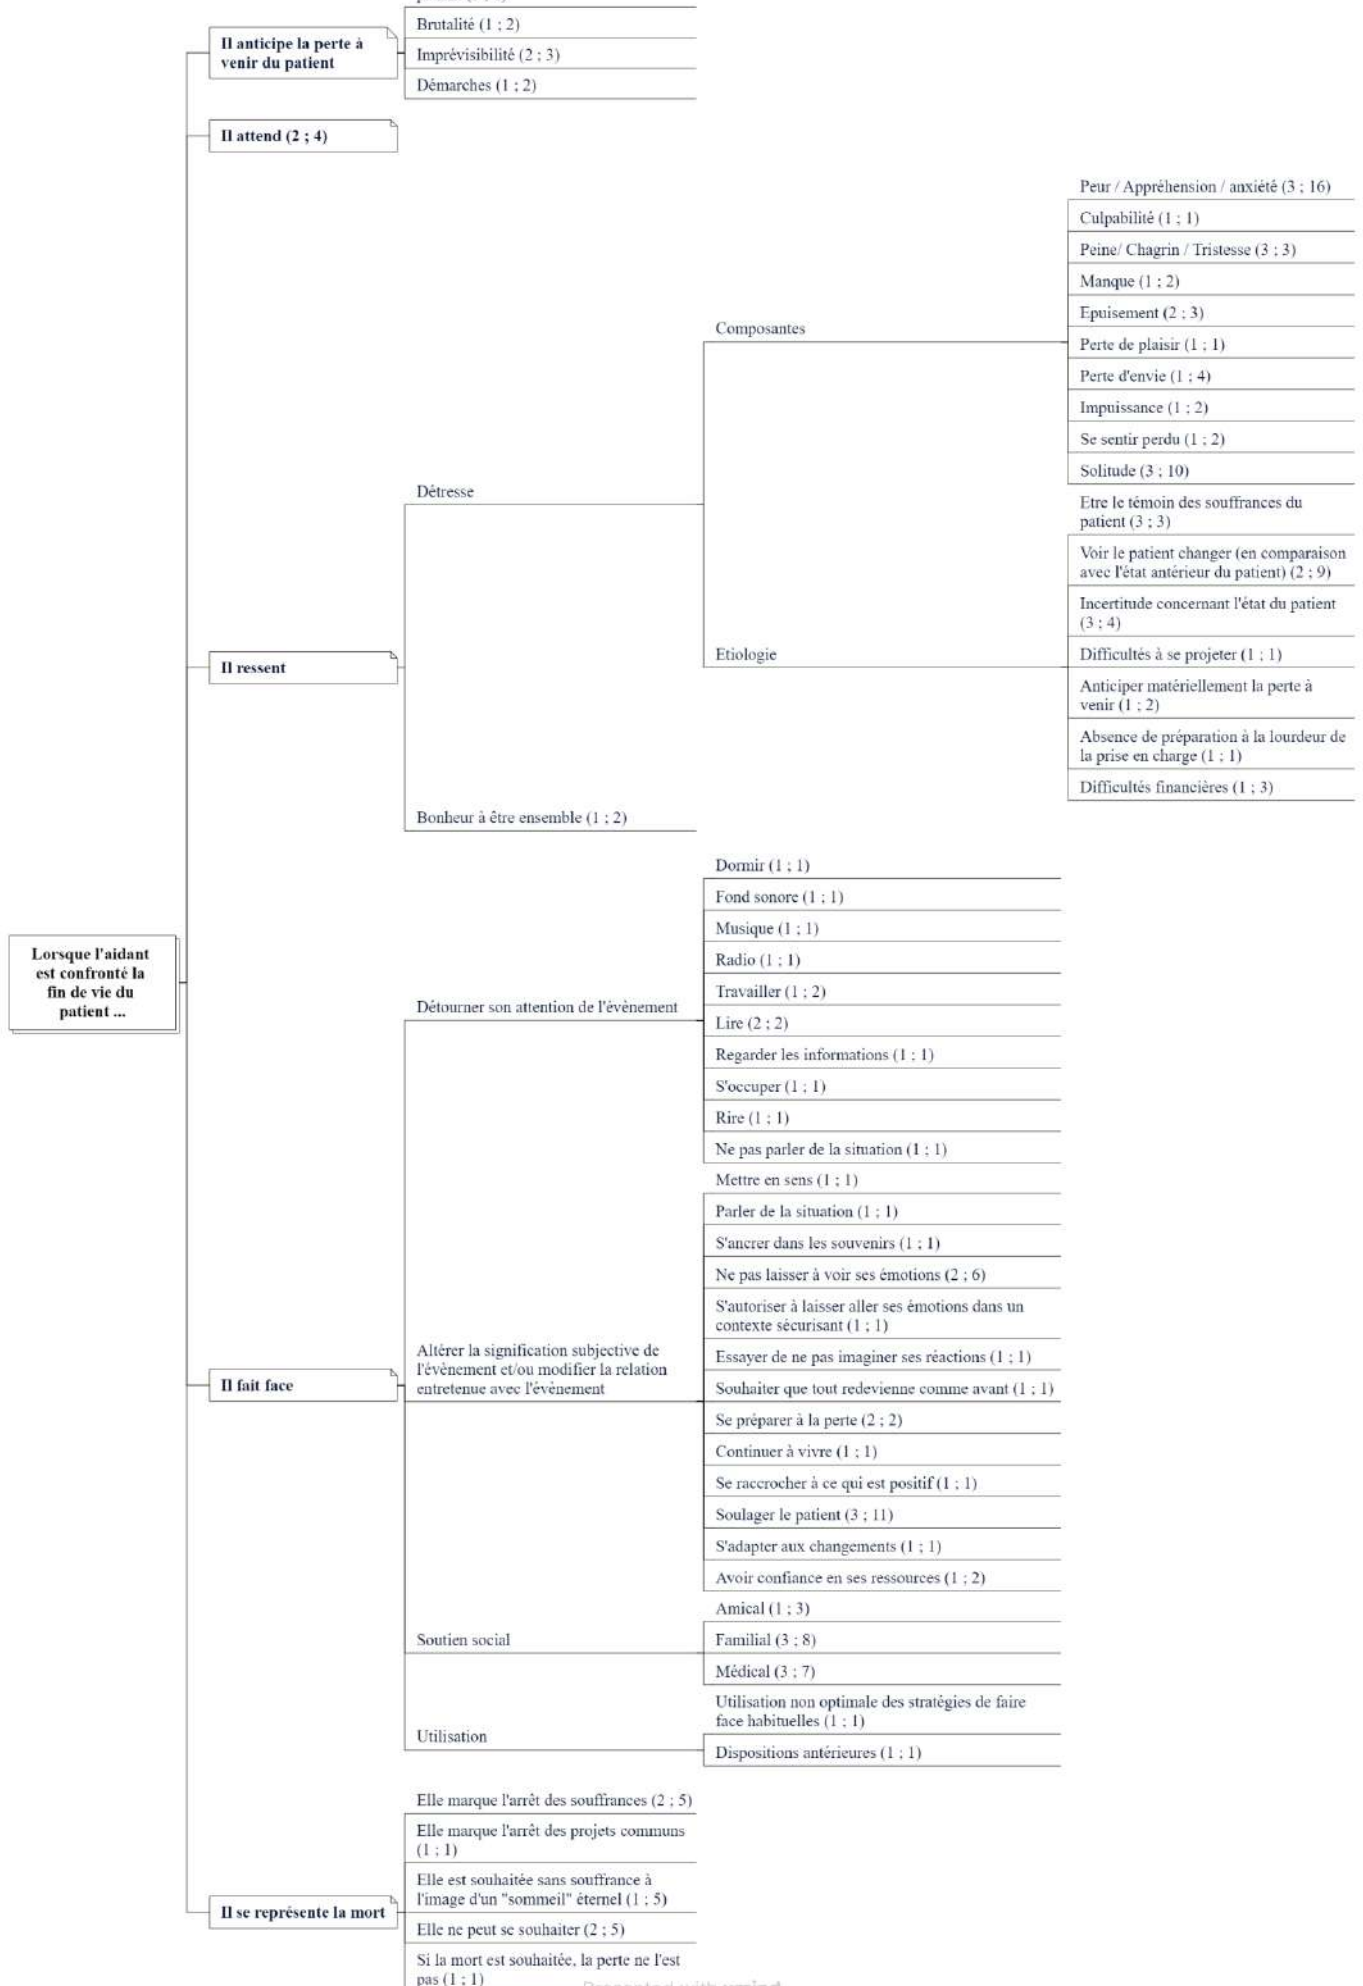 Brutalité (1 ; 2)
Il anticipe la perte à
venir du patient
Imprévisibilité (2 ; 3)
Démarches (1 ; 2)
Il attend (2 ; 4)
Peur / Appréhension / anxiété (3 ; 16)
Culpabilité (1 ; 1)
Peine/ Chagrin / Tristesse (3 ; 3)
Manque (1 ; 2)
Epuisement (2 ; 3)
Composantes
Perte de plaisir (1 ; 1)
Perte d'envie (1 ; 4)
Impuissance (1 ; 2)
Se sentir perdu (1 ; 2)
Solitude (3 ; 10)
Détresse
Etre le témoin des souffrances du
patient (3 ; 3)
Voir le patient changer (en comparaison
avec l'état antérieur du patient) (2 ; 9)
Incertitude concernant l'état du patient
(3 ; 4)
Etiologie
Difficultés à se projeter (1 ; 1)
Il ressent
Anticiper matériellement la perte à
venir (1 ; 2)
Absence de préparation à la lourdeur de
la prise en charge (1 ; 1)
Difficultés financières (1 ; 3)
Bonheur à être ensemble (1 ; 2)
Lorsque l'aidant
est confronté la
fin de vie du
patient ...
Dormir (1 ; 1)
Fond sonore (1 ; 1)
Musique (1 ; 1)
Radio (1 ; 1)
Travailler (1 ; 2)
Détourner son attention de l'évènement
Lire (2 ; 2)
Regarder les informations (1 ; 1)
S'occuper (1 ; 1)
Rire (1 ; 1)
Ne pas parler de la situation (1 ; 1)
Mettre en sens (1 ; 1)
Parler de la situation (1 ; 1)
S'ancrer dans les souvenirs (1 ; 1)
Ne pas laisser à voir ses émotions (2 ; 6)
S'autoriser à laisser aller ses émotions dans un
contexte sécurisant (1 ; 1)
Altérer la signification subjective de
l'évènement et/ou modifier la relation
entretenue avec l'évènement
Essayer de ne pas imaginer ses réactions (1 ; 1)
Il fait face
Souhaiter que tout redevienne comme avant (1 ; 1)
Se préparer à la perte (2 ; 2)
Continuer à vivre (1 ; 1)
Se raccrocher à ce qui est positif (1 ; 1)
Soulager le patient (3 ; 11)
S'adapter aux changements (1 ; 1)
Avoir confiance en ses ressources (1 ; 2)
Amical (1 ; 3)
Soutien social
Familial (3 ; 8)
Médical (3 ; 7)
Utilisation non optimale des stratégies de faire
face habituelles (1 ; 1)
Utilisation
Dispositions antérieures (1 ; 1)
Elle marque l'arrêt des souffrances (2 ; 5)
Elle marque l'arrêt des projets communs
(1 ; 1)
Elle est souhaitée sans souffrance à
l'image d'un "sommeil" éternel (1 ; 5)
Il se représente la mort
Elle ne peut se souhaiter (2 ; 5)
Si la mort est souhaitée, la perte ne l'est
pas (1 ; 1)